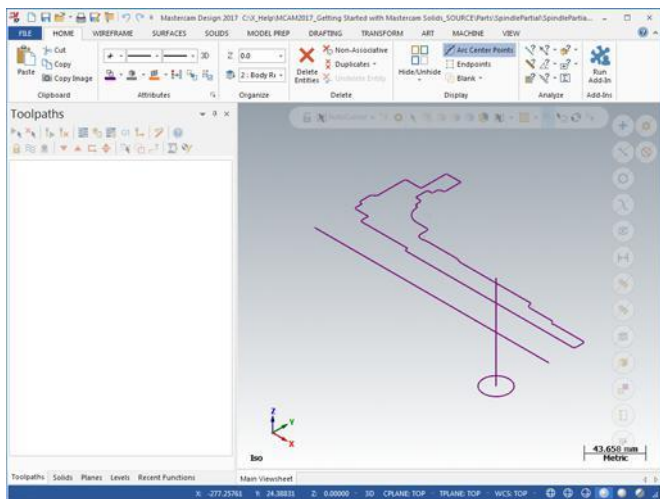 Mastercam Design 2017 C:\X_Help\MCAM2017_Getting Started with Mastercam Solids_SOURCE\Parts\SpindlePartial\SpindlePartia...
FILE HOME WIREFRAME SURFACES SOLIDS MODEL PREP DRAFTING TRANSFORM ART MACHINE VIEW
Paste
Cut
Copy
Copy Image
Clipboard
3D
Attributes
Z 0.0
2 : Body Re
Organize
Delete Entities
Non-Associative
Duplicates
Undelete Entity
Delete
Hide/Unhide
Arc Center Points
Endpoints
Blank
Display
Analyze
Run Add-In
Add-Ins
Toolpaths
AutoCursor
Z
Y
X
Iso
43.658 mm
Metric
Toolpaths Solids Planes Levels Recent Functions
Main Viewsheet
X: -277.25761 Y: 24.38831 Z: 0.00000 3D CPLANE: TOP TPLANE: TOP WCS: TOP